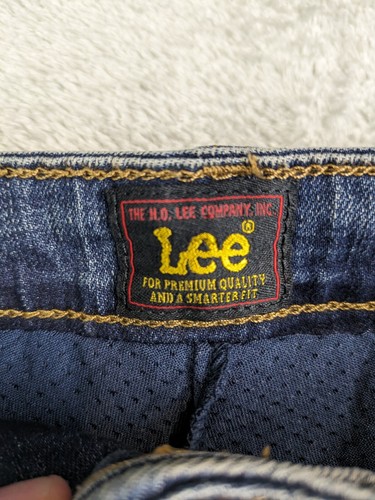 THE H.D. LEE COMPANY, INC.
Lee®
FOR PREMIUM QUALITY
AND A SMARTER FIT